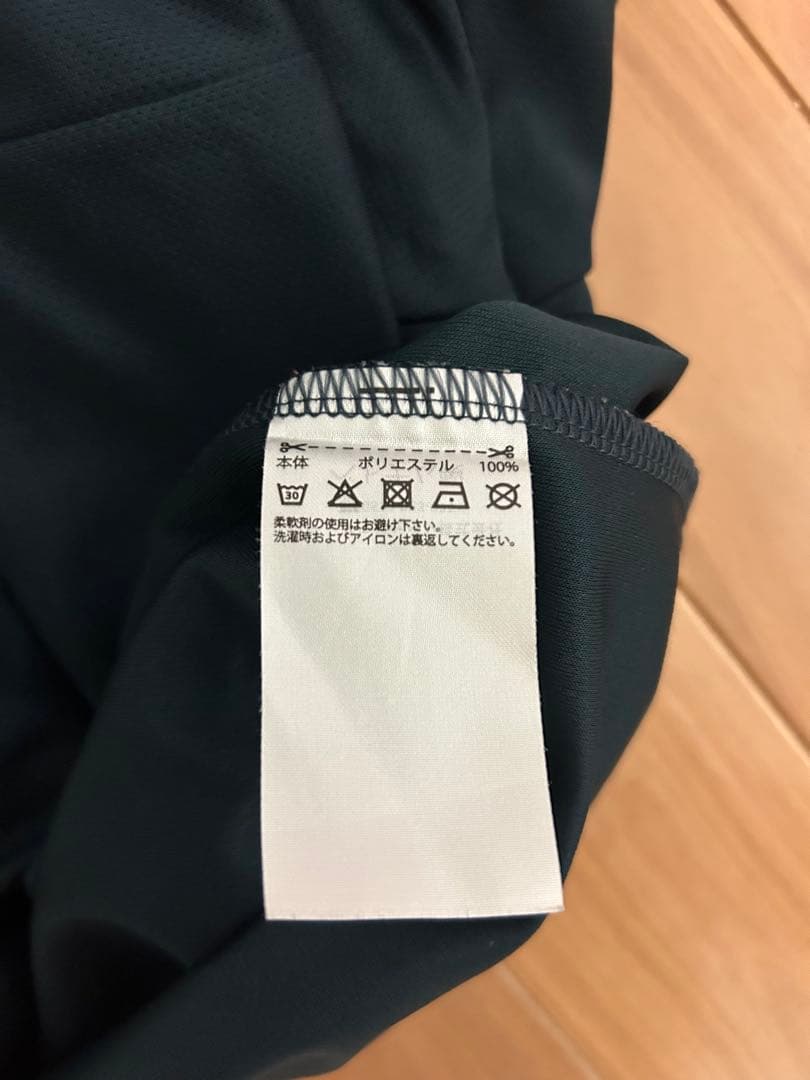 本体 ポリエステル 100%
30
柔軟剤の使用はお避け下さい。
洗濯時およびアイロンは裏返してください。